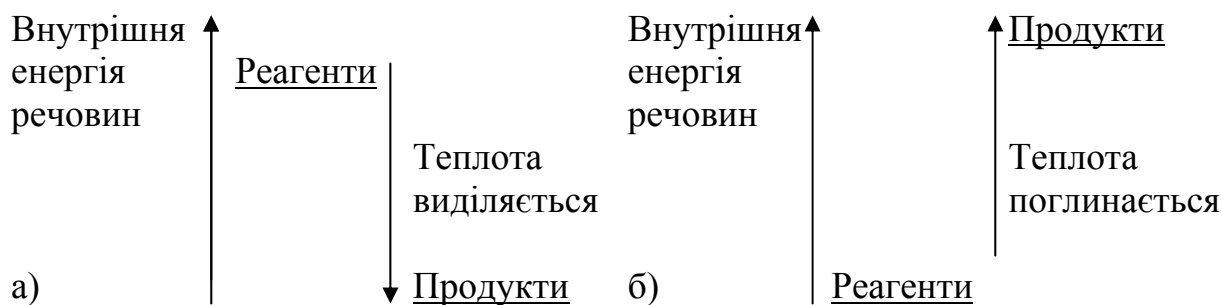 Внутрішня
енергія
речовин
Реагенти
Теплота
виділяється
а)
Продукти
Внутрішня
енергія
речовин
Продукти
Теплота
поглинається
б)
Реагенти